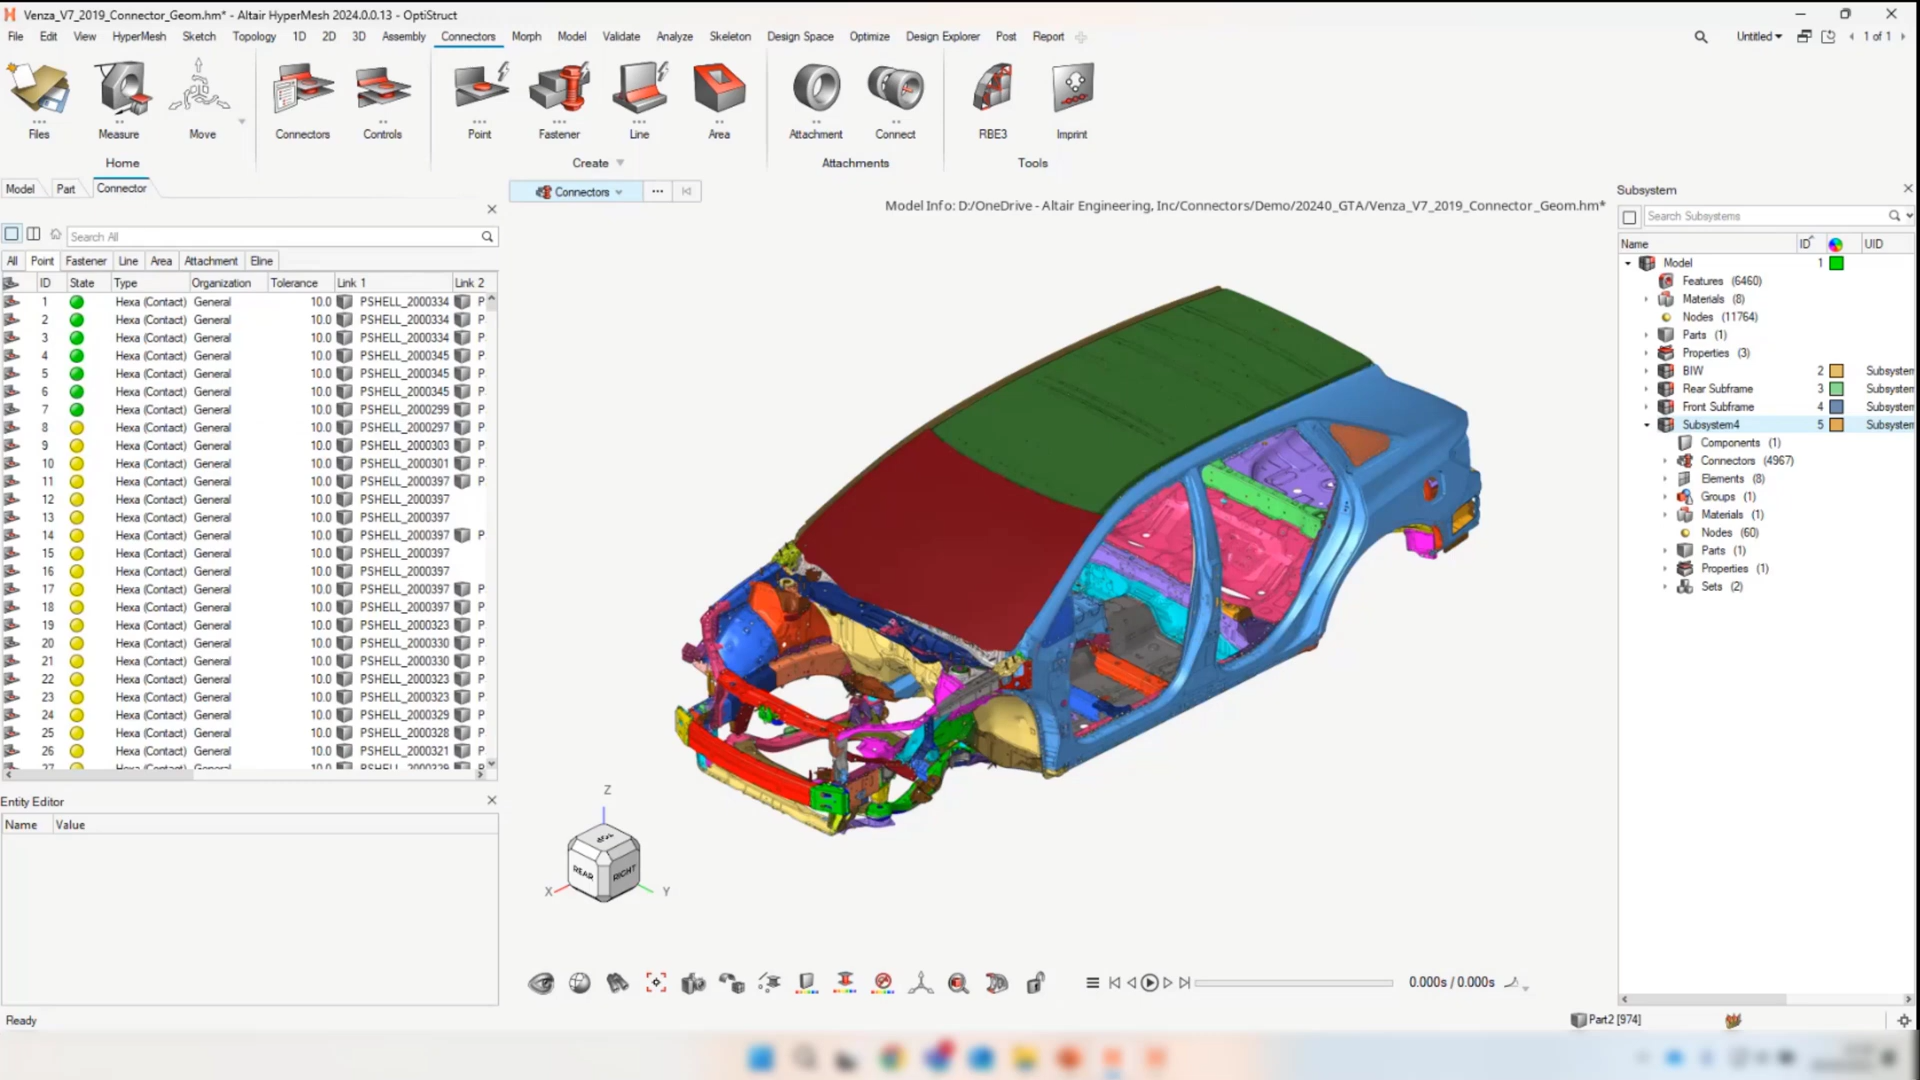 Venza_V7_2019_Connector_Geom.hm* - Altair HyperMesh 2024.0.0.13 - OptiStruct
File Edit View HyperMesh Sketch Topology 1D 2D 3D Assembly Connectors Morph Model Validate Analyze Skeleton Design Space Optimize Design Explorer Post Report Untitled 1 of 1
Files Measure Move Connectors Controls Point Fastener Line Area Attachment Connect RBE3 Imprint
Home Create Attachments Tools
Model Part Connector
Connectors
Model Info: D:/OneDrive - Altair Engineering, Inc/Connectors/Demo/20240_GTA/Venza_V7_2019_Connector_Geom.hm*
Search All
All Point Fastener Line Area Attachment Eline
ID State Type Organization Tolerance Link 1 Link 2
1 Hexa (Contact) General 10.0 PSHELL_2000334 P
2 Hexa (Contact) General 10.0 PSHELL_2000334 P
3 Hexa (Contact) General 10.0 PSHELL_2000334 P
4 Hexa (Contact) General 10.0 PSHELL_2000345 P
5 Hexa (Contact) General 10.0 PSHELL_2000345 P
6 Hexa (Contact) General 10.0 PSHELL_2000345 P
7 Hexa (Contact) General 10.0 PSHELL_2000299 P
8 Hexa (Contact) General 10.0 PSHELL_2000297 P
9 Hexa (Contact) General 10.0 PSHELL_2000303 P
10 Hexa (Contact) General 10.0 PSHELL_2000301 P
11 Hexa (Contact) General 10.0 PSHELL_2000397 P
12 Hexa (Contact) General 10.0 PSHELL_2000397
13 Hexa (Contact) General 10.0 PSHELL_2000397
14 Hexa (Contact) General 10.0 PSHELL_2000397 P
15 Hexa (Contact) General 10.0 PSHELL_2000397
16 Hexa (Contact) General 10.0 PSHELL_2000397
17 Hexa (Contact) General 10.0 PSHELL_2000397 P
18 Hexa (Contact) General 10.0 PSHELL_2000397 P
19 Hexa (Contact) General 10.0 PSHELL_2000323 P
20 Hexa (Contact) General 10.0 PSHELL_2000330 P
21 Hexa (Contact) General 10.0 PSHELL_2000330 P
22 Hexa (Contact) General 10.0 PSHELL_2000323 P
23 Hexa (Contact) General 10.0 PSHELL_2000323 P
24 Hexa (Contact) General 10.0 PSHELL_2000329 P
25 Hexa (Contact) General 10.0 PSHELL_2000328 P
26 Hexa (Contact) General 10.0 PSHELL_2000321 P
27 Hexa (Contact) General 10.0 PSHELL_2000329 P
Entity Editor
Name Value
Ready
Z
TOP
REAR RIGHT
X Y
0.000s / 0.000s
Subsystem
Search Subsystems
Name ID UID
Model 1
Features (6460)
Materials (8)
Nodes (11764)
Parts (1)
Properties (3)
BIW 2 Subsystem
Rear Subframe 3 Subsystem
Front Subframe 4 Subsystem
Subsystem4 5 Subsystem
Components (1)
Connectors (4967)
Elements (8)
Groups (1)
Materials (1)
Nodes (60)
Parts (1)
Properties (1)
Sets (2)
Part2 [974]